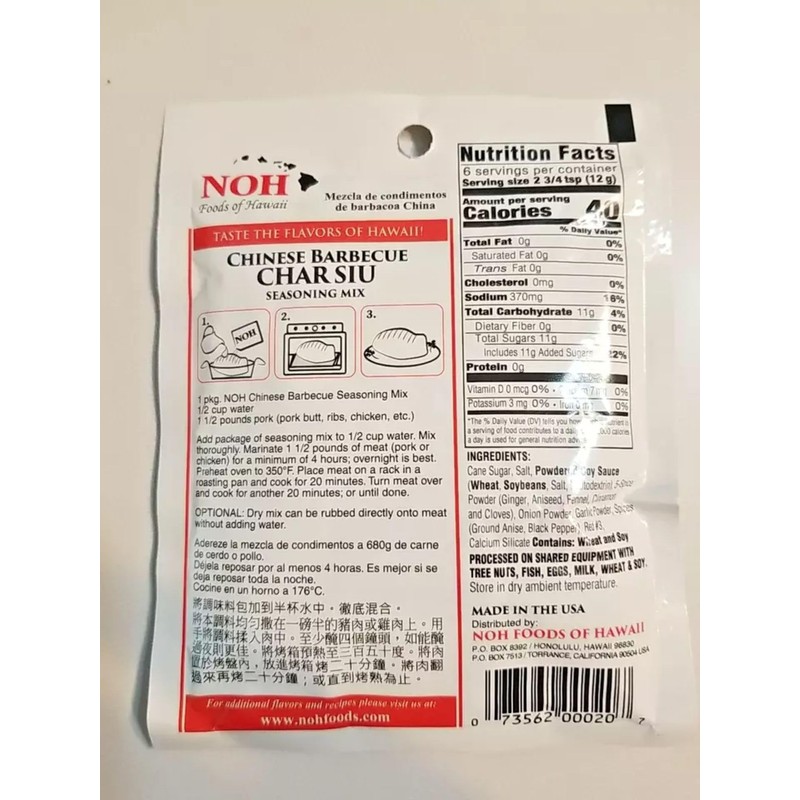 NOH
Foods of Hawaii
Mezcla de condimentos
de barbacoa China
TASTE THE FLAVORS OF HAWAII!
CHINESE BARBECUE
CHAR SIU
SEASONING MIX
1.
NOH
2.
3.
1 pkg. NOH Chinese Barbecue Seasoning Mix
1/2 cup water
1 1/2 pounds pork (pork butt, ribs, chicken, etc.)
Add package of seasoning mix to 1/2 cup water. Mix
thoroughly. Marinate 1 1/2 pounds of meat (pork or
chicken) for a minimum of 4 hours; overnight is best.
Preheat oven to 350°F. Place meat on a rack in a
roasting pan and cook for 20 minutes. Turn meat over
and cook for another 20 minutes; or until done.
OPTIONAL: Dry mix can be rubbed directly onto meat
without adding water.
Adereze la mezcla de condimentos a 680g de carne
de cerdo o pollo.
Déjela reposar por al menos 4 horas. Es mejor si se
deja reposar toda la noche.
Cocine en un horno a 176°C.
將調味料包加到半杯水中，徹底混合。
將本調料均勻撒在一磅半的豬肉或雞肉上。用
手將調料揉入肉中。至少醃四個鐘頭，如能醃
過夜則更佳。將烤箱預熱至三百五十度。將肉
置於烤盤內，放進烤箱烤二十分鐘。將肉翻
過來再烤二十分鐘；或直到烤熟為止。
For additional flavors and recipes please visit us at:
www.nohfoods.com
Nutrition Facts
6 servings per container
Serving size 2 3/4 tsp (12 g)
Amount per serving
Calories 40
% Daily Value*
Total Fat 0g 0%
Saturated Fat 0g 0%
Trans Fat 0g
Cholesterol 0mg 0%
Sodium 370mg 16%
Total Carbohydrate 11g 4%
Dietary Fiber 0g 0%
Total Sugars 11g
Includes 11g Added Sugars 22%
Protein 0g
Vitamin D 0 mcg 0% • 0%
Potassium 3 mg 0% • 0%
*The % Daily Value (DV) tells you how
a serving of food contributes to a calories
a day is used for general nutrition
INGREDIENTS:
Cane Sugar, Salt, Powdered Soy Sauce
(Wheat, Soybeans, Salt, 5-Spice
Powder (Ginger, Aniseed, Fennel, Cinnamon
and Cloves), Onion Powder, Garlic Powder, Spices
(Ground Anise, Black Pepper) Red #3,
Calcium Silicate Contains: Wheat and Soy
PROCESSED ON SHARED EQUIPMENT WITH
TREE NUTS, FISH, EGGS, MILK, WHEAT & SOY.
Store in dry ambient temperature.
MADE IN THE USA
Distributed by:
NOH FOODS OF HAWAII
P.O. BOX 8392 / HONOLULU, HAWAII 96830
P.O. BOX 7513 / TORRANCE, CALIFORNIA 90504 USA
0 73562 00020 7